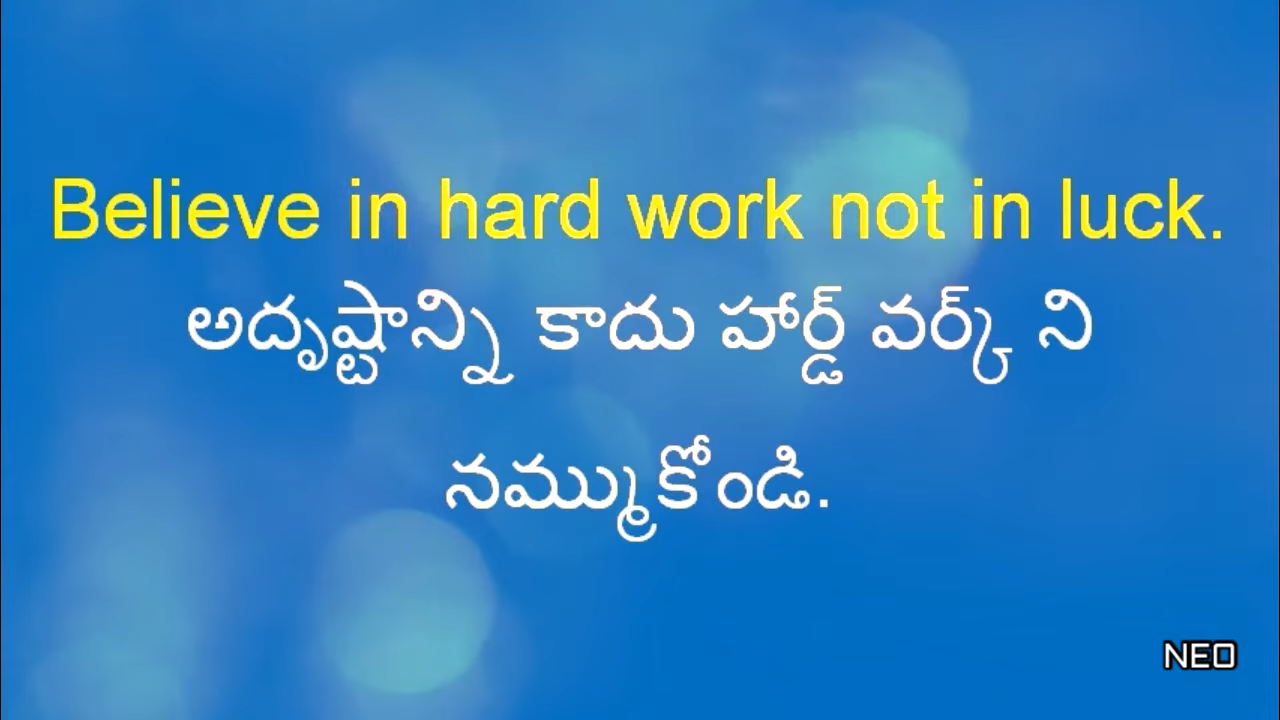 Believe in hard work not in luck.
అదృష్టాన్ని కాదు హార్డ్ వర్క్ ని
నమ్ముకోండి.
NEO